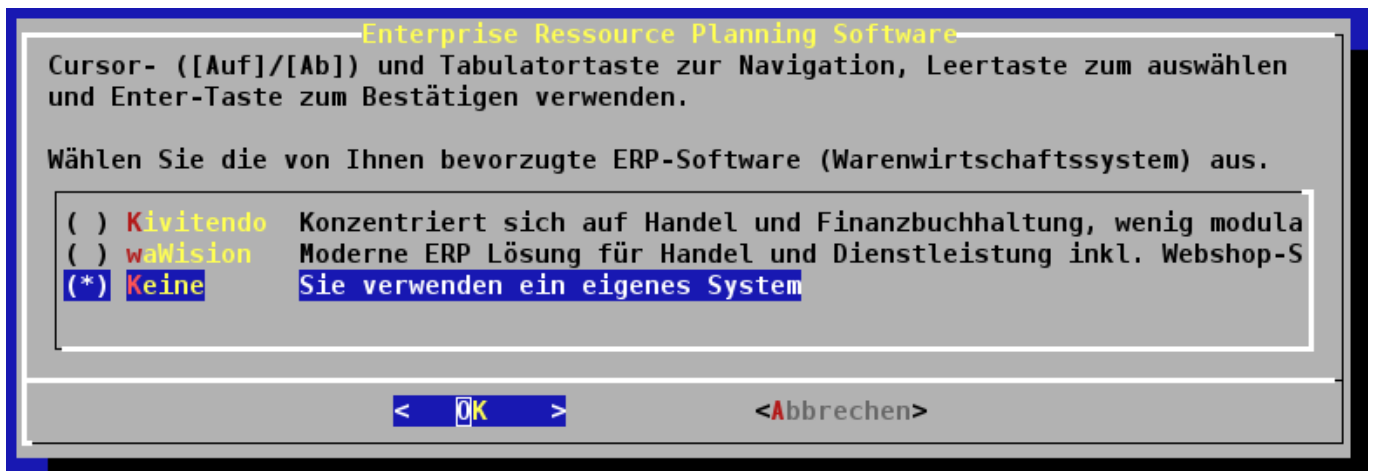 Enterprise Ressource Planning Software
Cursor- ([Auf]/[Ab]) und Tabulatortaste zur Navigation, Leertaste zum auswählen
und Enter-Taste zum Bestätigen verwenden.
Wählen Sie die von Ihnen bevorzugte ERP-Software (Warenwirtschaftssystem) aus.
( ) Kivitendo Konzentriert sich auf Handel und Finanzbuchhaltung, wenig modula
( ) waWision Moderne ERP Lösung für Handel und Dienstleistung inkl. Webshop-S
(*) Keine Sie verwenden ein eigenes System
< OK > <Abbrechen>